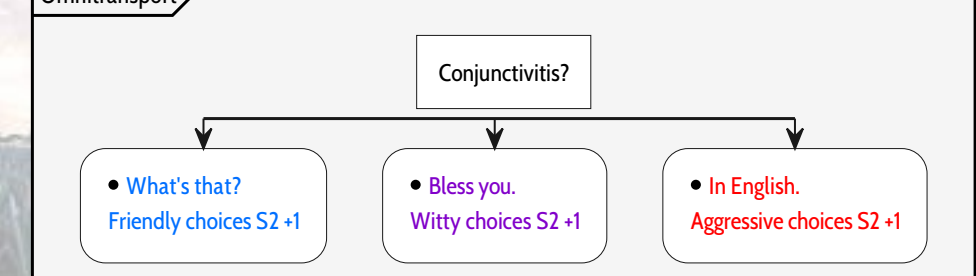 Omnitransport
Conjunctivitis?
What's that?
Friendly choices S2 +1
Bless you.
Witty choices S2 +1
In English.
Aggressive choices S2 +1